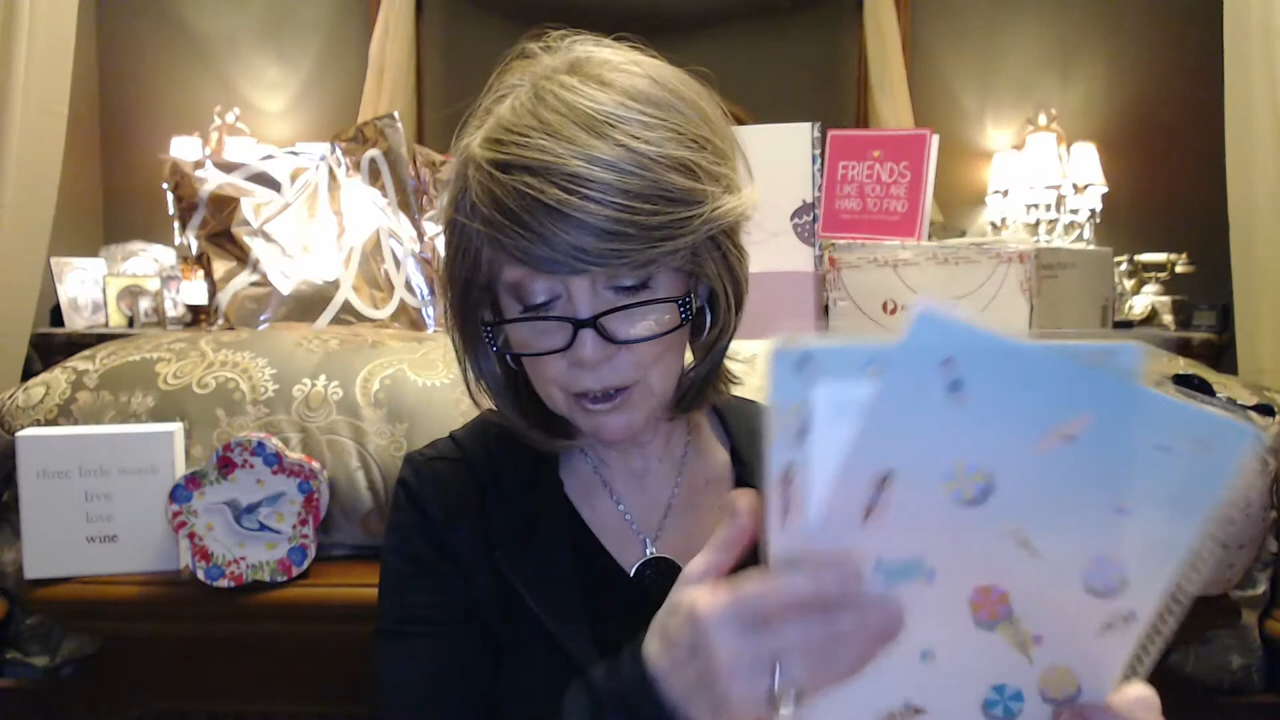 FRIENDS
LIKE YOU ARE
HARD TO FIND
three little words
live
love
wine